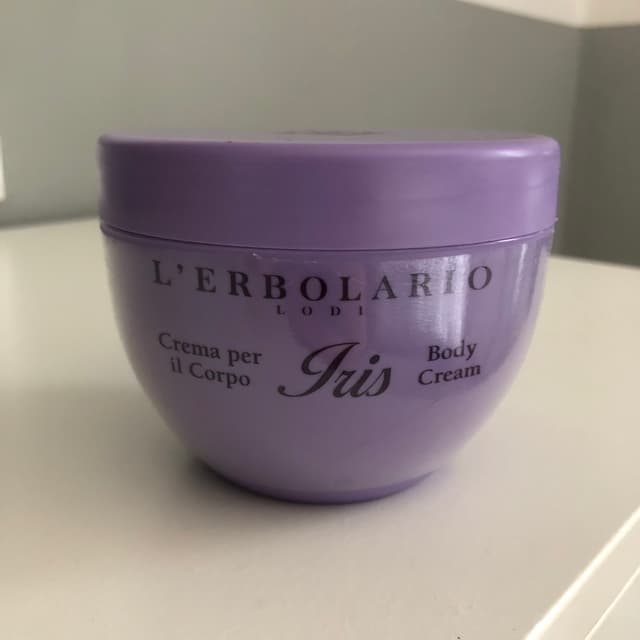 L'ERBOLARIO
LODI
Crema per
il Corpo
Iris
Body
Cream